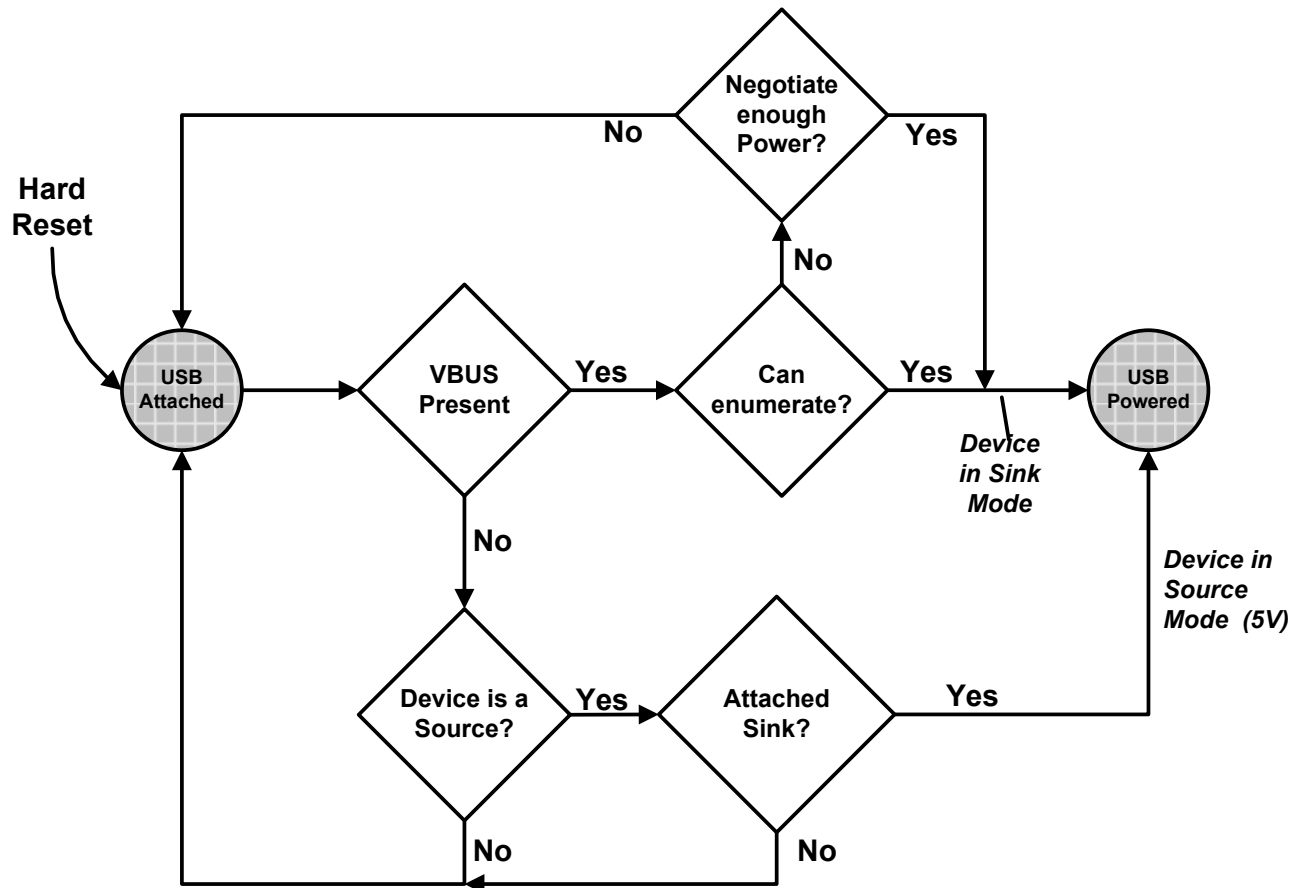 Negotiate
enough
Power?
No
Yes
Hard
Reset
No
USB
Attached
VBUS
Present
Yes
Can
enumerate?
Yes
USB
Powered
Device
in Sink
Mode
No
Device in
Source
Mode (5V)
Device is a
Source?
Yes
Attached
Sink?
Yes
No
No